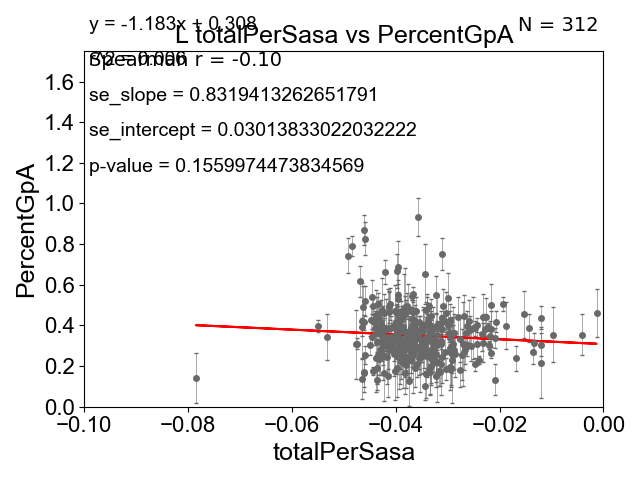 y = -1.183x + 0.308
N = 312
L totalPerSasa vs PercentGpA
Spearman r = -0.10
se_slope = 0.8319413262651791
se_intercept = 0.03013833022032222
p-value = 0.1559974473834569
PercentGpA
1.6
1.4
1.2
1.0
0.8
0.6
0.4
0.2
0.0
−0.10
−0.08
−0.06
−0.04
−0.02
0.00
totalPerSasa